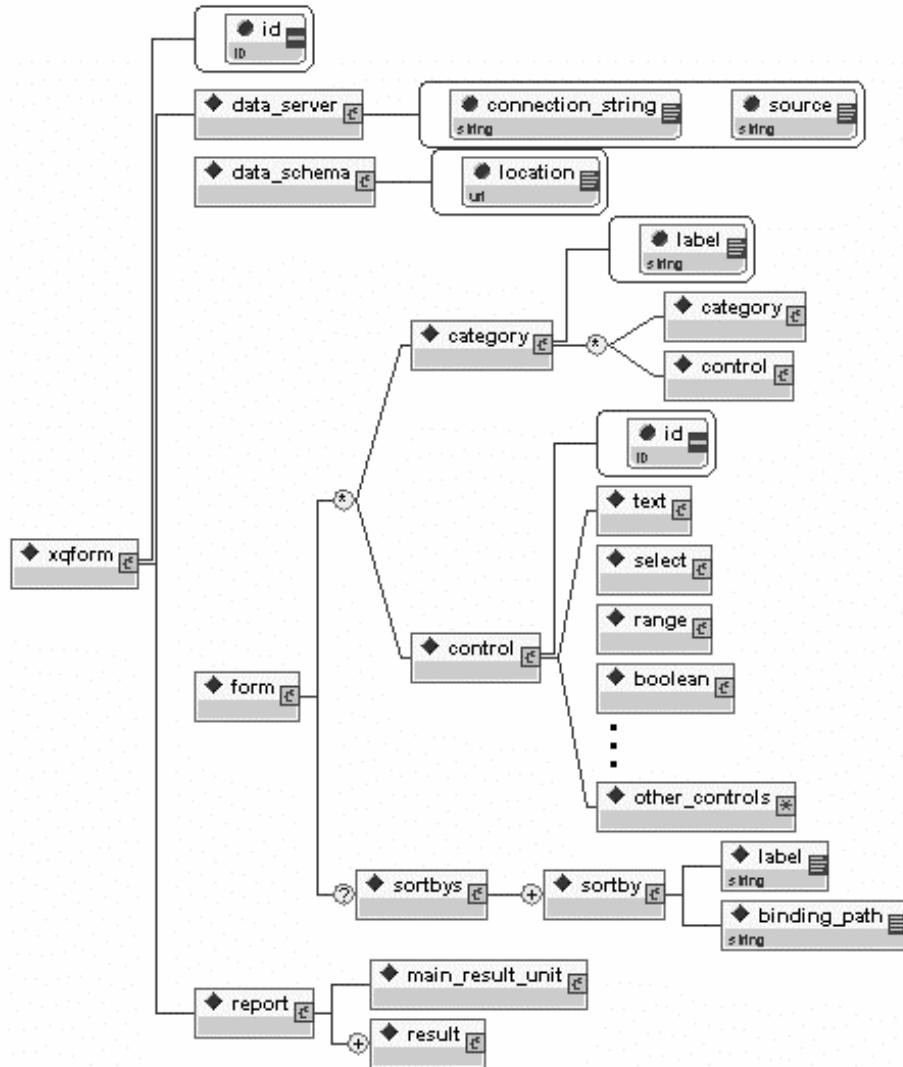 id
ID
data_server
connection_string
string
source
string
data_schema
location
uri
label
string
category
category
control
id
ID
text
select
xqform
range
control
boolean
form
other_controls
*
label
string
? sortbys
+ sortby
binding_path
string
main_result_unit
report
+ result
*
*